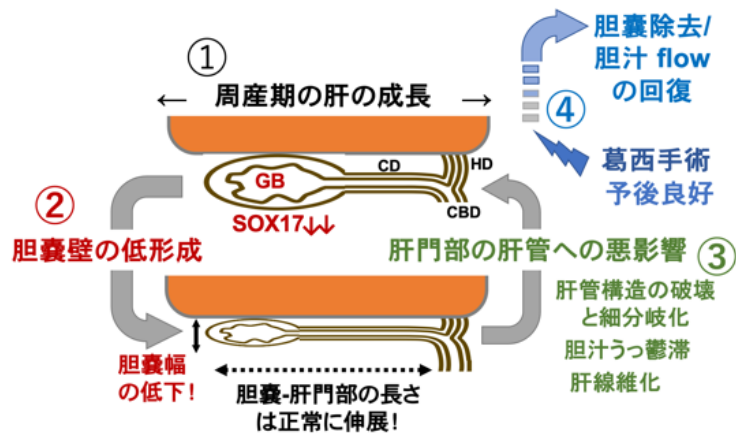 ①
周産期の肝の成長
胆嚢除去/
胆汁 flow
の回復
④
葛西手術
予後良好
CD
HD
GB
CBD
SOX17↓↓
②
胆嚢壁の低形成
肝門部の肝管への悪影響
③
肝管構造の破壊
と細分岐化
胆汁うっ鬱滞
肝線維化
胆嚢幅
の低下!
胆嚢-肝門部の長さ
は正常に伸展!